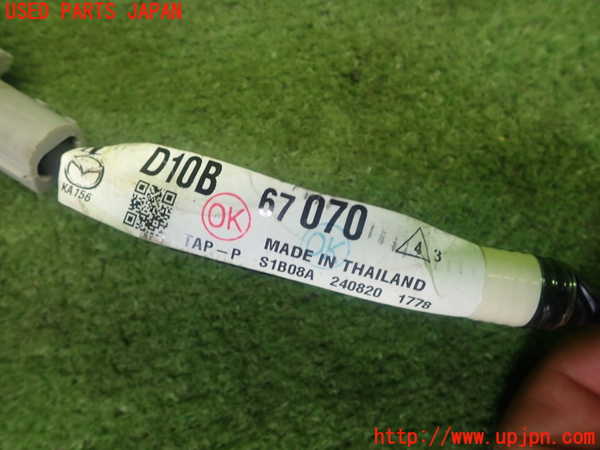 USED PARTS JAPAN
D10B 67 070
KA156
OK
OK
4 3
TAP-P MADE IN THAILAND
S1B08A 240820 1778
http://www.upjpn.com/